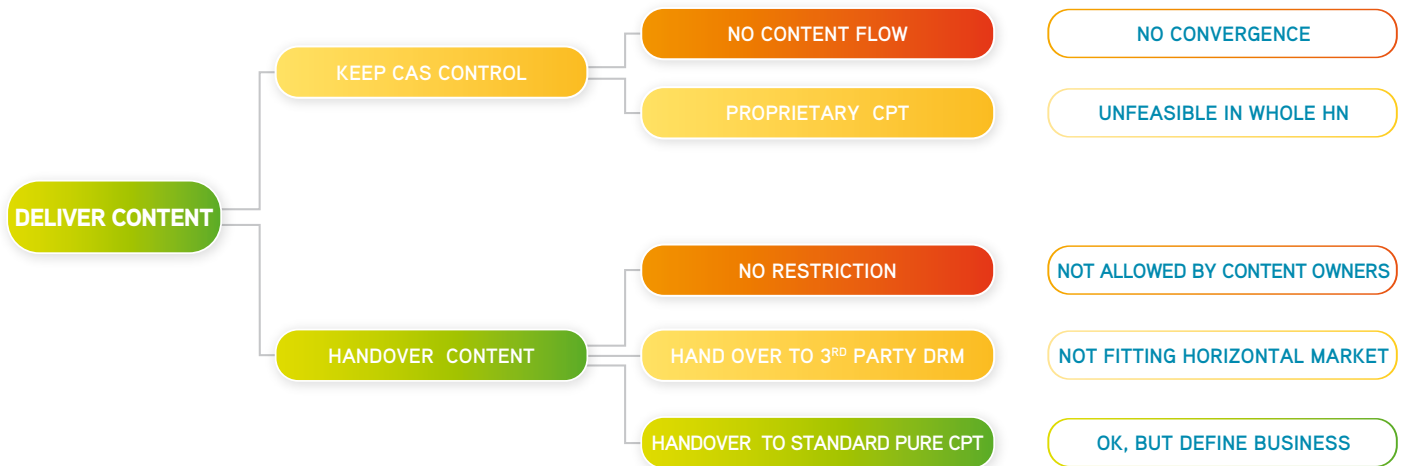 NO CONTENT FLOW
NO CONVERGENCE
KEEP CAS CONTROL
PROPRIETARY CPT
UNFEASIBLE IN WHOLE HN
DELIVER CONTENT
NO RESTRICTION
NOT ALLOWED BY CONTENT OWNERS
HANDOVER CONTENT
HAND OVER TO 3RD PARTY DRM
NOT FITTING HORIZONTAL MARKET
HANDOVER TO STANDARD PURE CPT
OK, BUT DEFINE BUSINESS